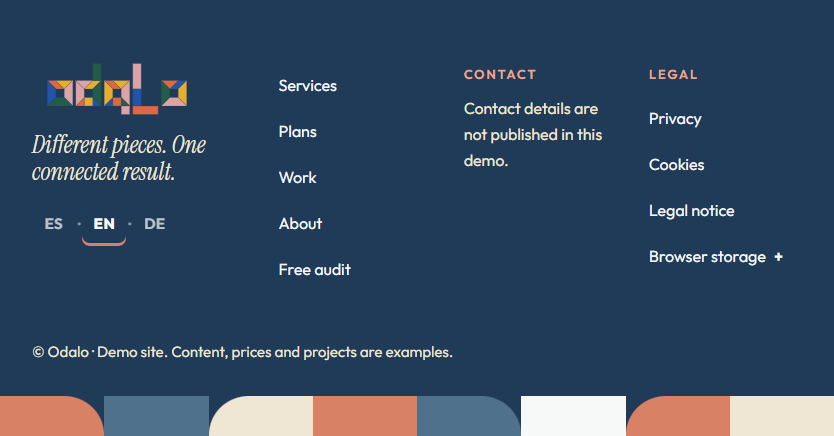 odalo
Different pieces. One
connected result.
ES · EN · DE
Services
Plans
Work
About
Free audit
CONTACT
Contact details are
not published in this
demo.
LEGAL
Privacy
Cookies
Legal notice
Browser storage +
© Odalo · Demo site. Content, prices and projects are examples.